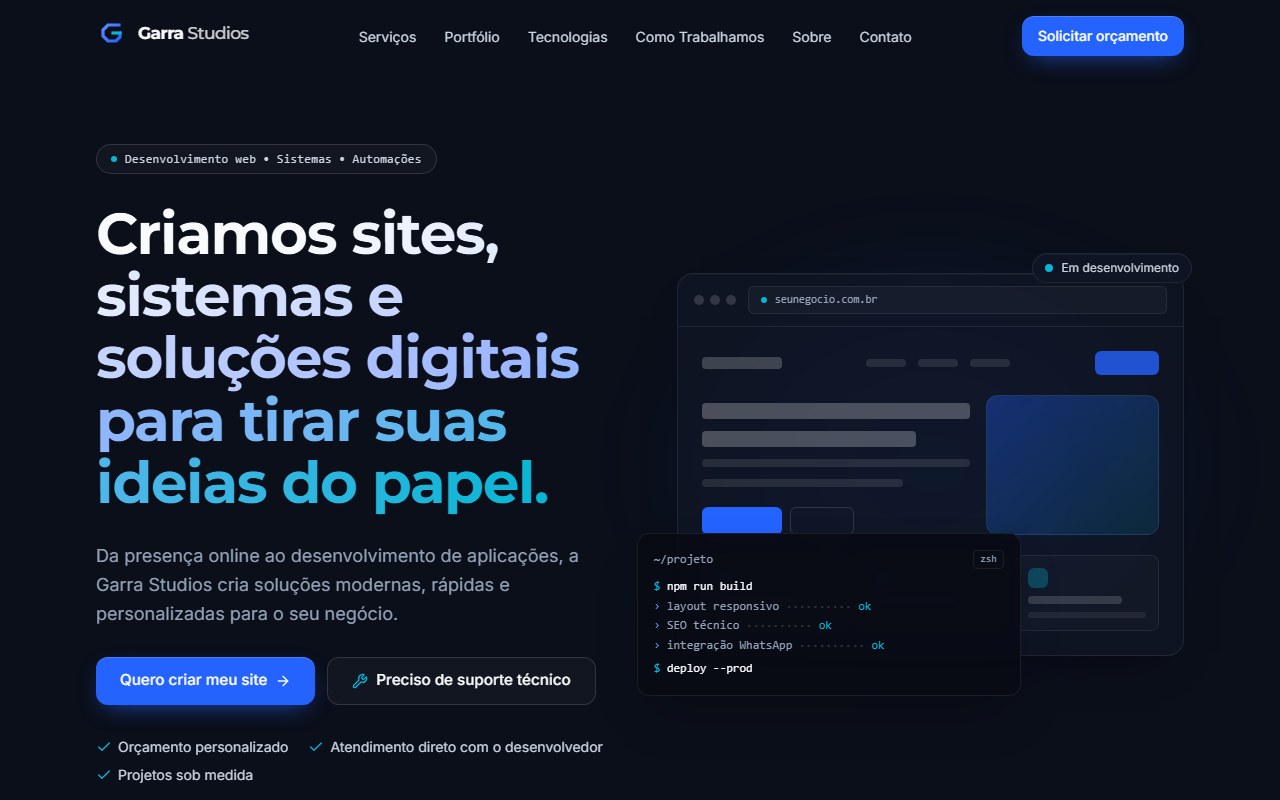 Garra Studios
Serviços
Portfólio
Tecnologias
Como Trabalhamos
Sobre
Contato
Solicitar orçamento
Desenvolvimento web • Sistemas • Automações
Criamos sites,
sistemas e
soluções digitais
para tirar suas
ideias do papel.
Da presença online ao desenvolvimento de aplicações, a
Garra Studios cria soluções modernas, rápidas e
personalizadas para o seu negócio.
Quero criar meu site →
Preciso de suporte técnico
✓ Orçamento personalizado
✓ Atendimento direto com o desenvolvedor
✓ Projetos sob medida
Em desenvolvimento
seunegocio.com.br
~/projeto
zsh
$ npm run build
› layout responsivo ·········· ok
› SEO técnico ·········· ok
› integração WhatsApp ·········· ok
$ deploy --prod